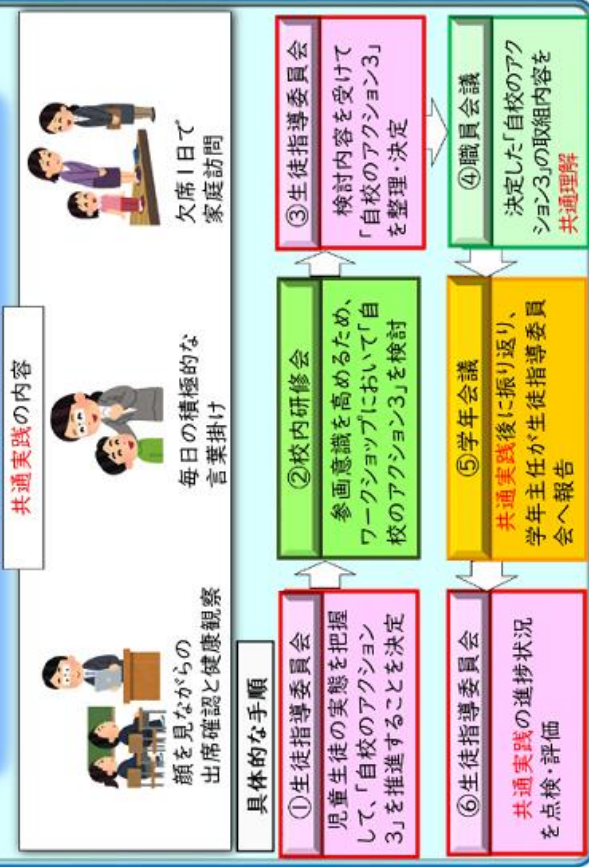 共通実践の内容
顔を見ながらの
出席確認と健康観察
毎日の積極的な
言葉掛け
欠席1日で
家庭訪問
具体的な手順
①生徒指導委員会
児童生徒の実態を把握
して、「自校のアクション
3」を推進することを決定
②校内研修会
参画意識を高めるため、
ワークショップにおいて「自
校のアクション3」を検討
③生徒指導委員会
検討内容を受けて
「自校のアクション3」
を整理・決定
④職員会議
決定した「自校のアク
ション3」の取組内容を
共通理解
⑤学年会議
共通実践後に振り返り、
学年主任が生徒指導委員
会へ報告
⑥生徒指導委員会
共通実践の進捗状況
を点検・評価